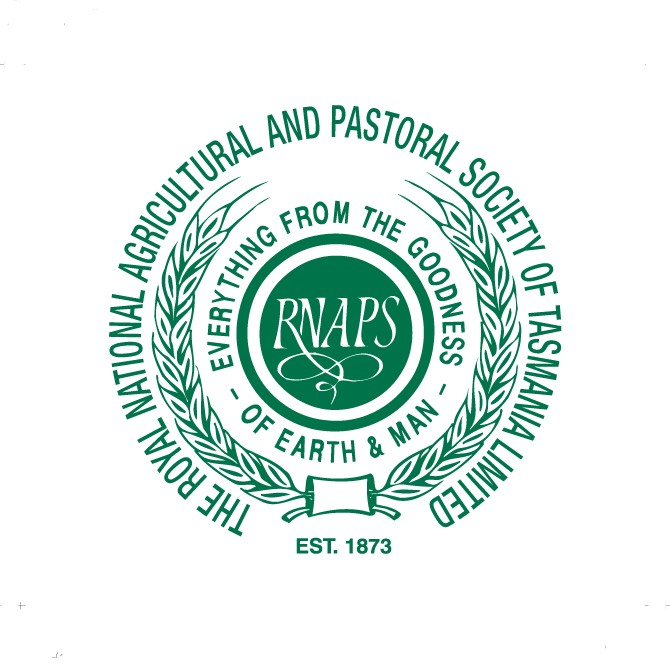 THE ROYAL NATIONAL AGRICULTURAL AND PASTORAL SOCIETY OF TASMANIA LIMITED
EVERYTHING FROM THE GOODNESS
- OF EARTH & MAN -
RNAPS
EST. 1873